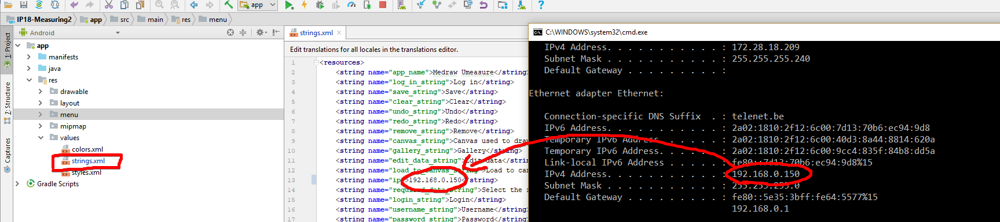 app
IP18-Measuring2 app src main res menu
Android
1: Project
7: Structure
Captures
app
manifests
java
res
drawable
layout
menu
mipmap
values
colors.xml
strings.xml
styles.xml
Gradle Scripts
strings.xml
Edit translations for all locales in the translations editor.
1 <resources>
2 <string name="app_name">Medraw Umeasure</string>
3 <string name="log_in_string">Log in</string>
4 <string name="save_string">Save</string>
5 <string name="clear_string">Clear</string>
6 <string name="undo_string">Undo</string>
7 <string name="redo_string">Redo</string>
8 <string name="remove_string">Remove</string>
9 <string name="canvas_string">Canvas used to draw
10 <string name="gallery_string">Gallery</string>
11 <string name="edit_data_string">Edit data</strin
12 <string name="load_to_canvas_string">Load to can
13 <string name="ip">192.168.0.150</string>
14 <string name="required_data_string">Select the r
15 <string name="login_string">Login</string>
16 <string name="username_string">Username</string>
17 <string name="password_string">Password</string>
C:\WINDOWS\system32\cmd.exe
IPv4 Address. . . . . . . . . . . : 172.28.18.209
Subnet Mask . . . . . . . . . . . : 255.255.255.240
Default Gateway . . . . . . . . . :
Ethernet adapter Ethernet:
Connection-specific DNS Suffix . : telenet.be
IPv6 Address. . . . . . . . . . . : 2a02:1810:2f12:6c00:7d13:70b6:ec94:9d8
Temporary IPv6 Address. . . . . . : 2a02:1810:2f12:6c00:40d3:8a44:8814:620a
Temporary IPv6 Address. . . . . . : 2a02:1810:2f12:6c00:9cc4:835f:84b8:dd5a
Link-local IPv6 Address . . . . . : fe80::7d13:70b6:ec94:9d8%15
IPv4 Address. . . . . . . . . . . : 192.168.0.150
Subnet Mask . . . . . . . . . . . : 255.255.255.0
Default Gateway . . . . . . . . . : fe80::5e35:3bff:fe64:5577%15
192.168.0.1